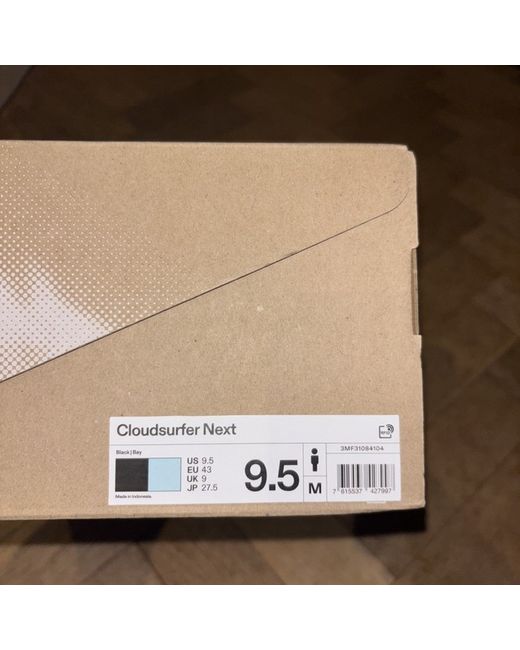 Cloudsurfer Next
Black | Bay
US 9.5
EU 43
UK 9
JP 27.5
Made in Indonesia.
9.5
M
3MF31084104
7 615537 427997